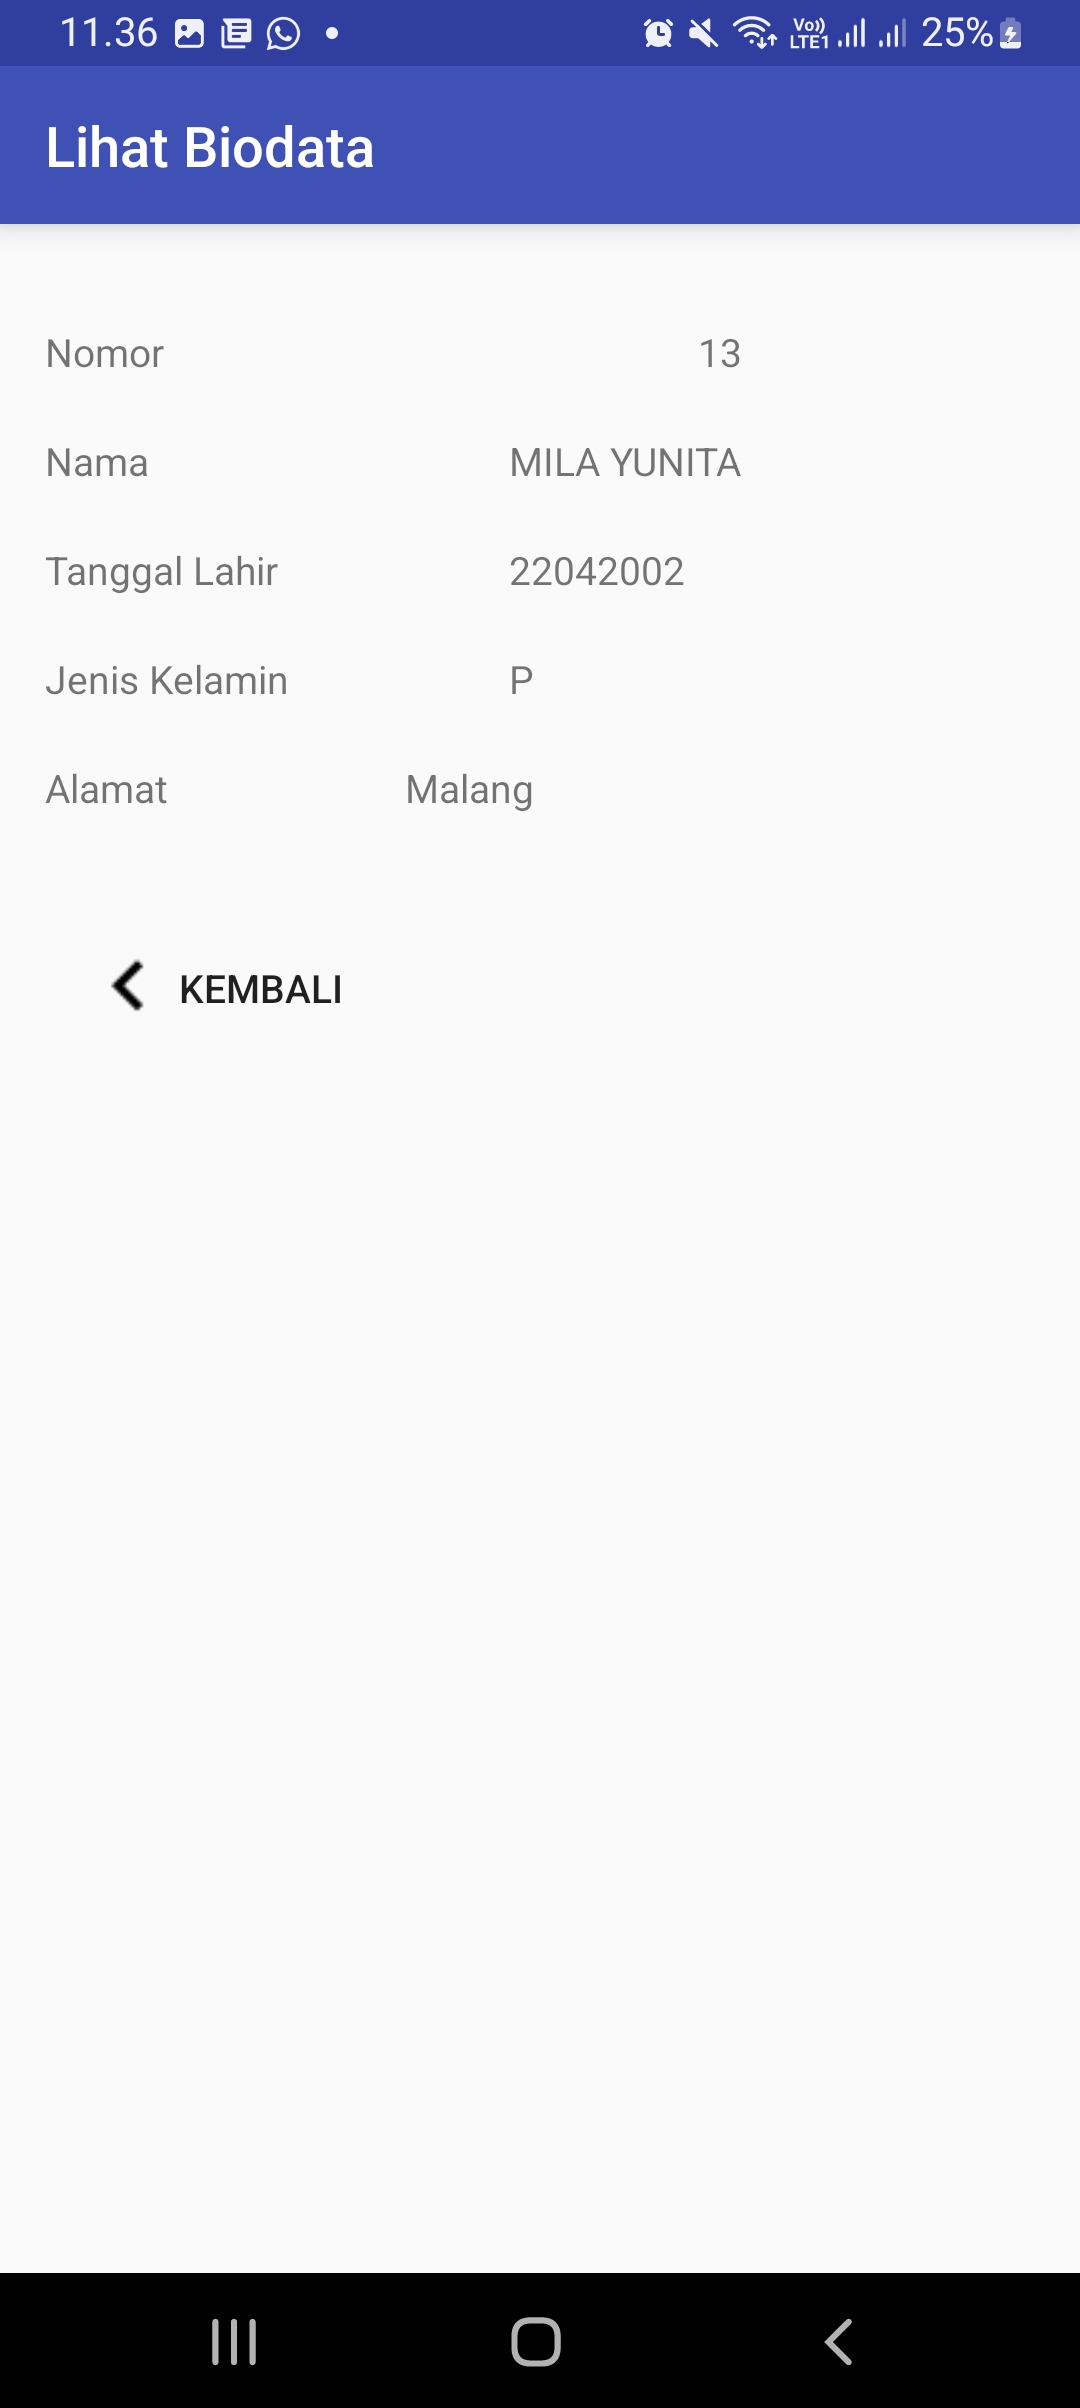 11.36 Vo)) LTE1 25%
Lihat Biodata
Nomor 13
Nama MILA YUNITA
Tanggal Lahir 22042002
Jenis Kelamin P
Alamat Malang
KEMBALI